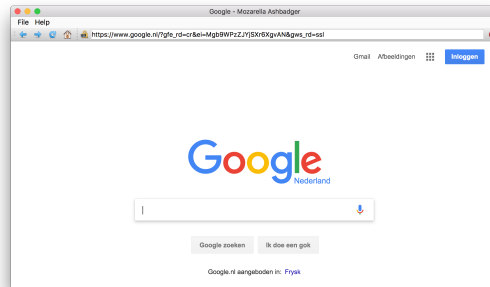 Google - Mozarella Ashbadger
File Help
https://www.google.nl/?gfe_rd=cr&ei=Mgb9WPzZJYjSXr6XgvAN&gws_rd=ssl
Gmail Afbeeldingen Inloggen
Google
Nederland
Google zoeken Ik doe een gok
Google.nl aangeboden in: Frysk